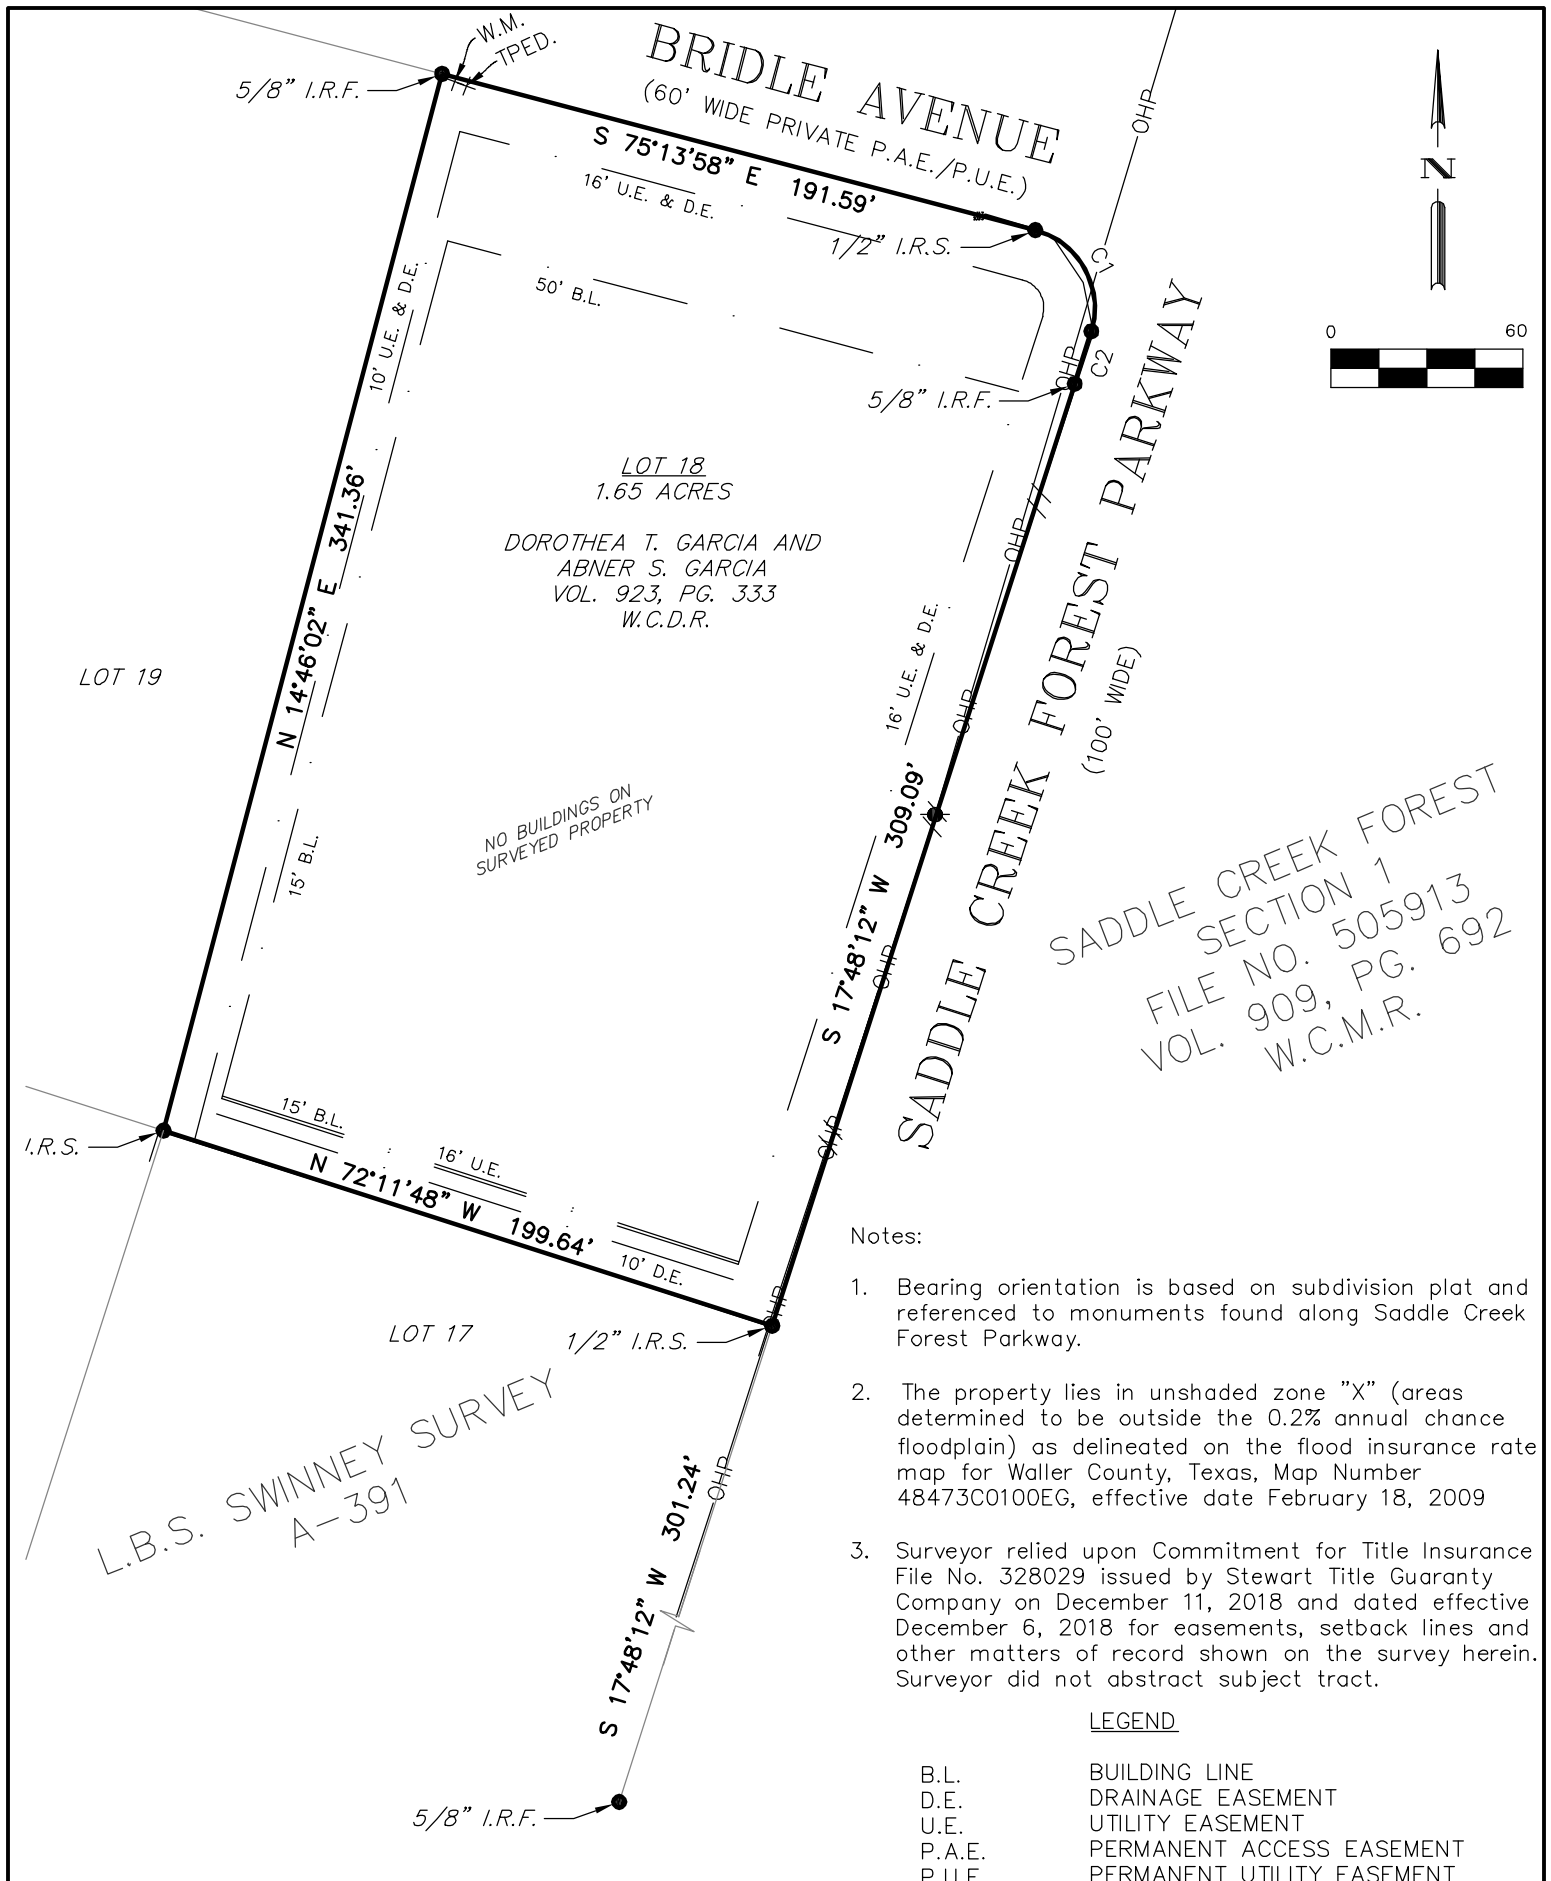 W.M.
TPED.
5/8" I.R.F.
BRIDLE AVENUE
(60' WIDE PRIVATE P.A.E./P.U.E.)
S 75°13'58" E 191.59'
16' U.E. & D.E.
1/2" I.R.S.
C1
OHP
N
0 60
50' B.L.
10' U.E. & D.E.
OHP
C2
5/8" I.R.F.
LOT 18
1.65 ACRES
DOROTHEA T. GARCIA AND
ABNER S. GARCIA
VOL. 923, PG. 333
W.C.D.R.
N 14°46'02" E 341.36'
OHP
SADDLE CREEK FOREST PARKWAY
(100' WIDE)
16' U.E. & D.E.
OHP
LOT 19
NO BUILDINGS ON
SURVEYED PROPERTY
15' B.L.
S 17°48'12" W 309.09'
OHP
SADDLE CREEK FOREST
SECTION 1
FILE NO. 505913
VOL. 909, PG. 692
W.C.M.R.
15' B.L.
I.R.S.
16' U.E.
OHP
N 72°11'48" W 199.64'
10' D.E.
OHP
LOT 17
1/2" I.R.S.
L.B.S. SWINNEY SURVEY
A-391
OHP
S 17°48'12" W 301.24'
5/8" I.R.F.
Notes:
1. Bearing orientation is based on subdivision plat and
referenced to monuments found along Saddle Creek
Forest Parkway.
2. The property lies in unshaded zone "X" (areas
determined to be outside the 0.2% annual chance
floodplain) as delineated on the flood insurance rate
map for Waller County, Texas, Map Number
48473C0100EG, effective date February 18, 2009
3. Surveyor relied upon Commitment for Title Insurance
File No. 328029 issued by Stewart Title Guaranty
Company on December 11, 2018 and dated effective
December 6, 2018 for easements, setback lines and
other matters of record shown on the survey herein.
Surveyor did not abstract subject tract.
LEGEND
B.L. BUILDING LINE
D.E. DRAINAGE EASEMENT
U.E. UTILITY EASEMENT
P.A.E. PERMANENT ACCESS EASEMENT
P.U.E. PERMANENT UTILITY EASEMENT